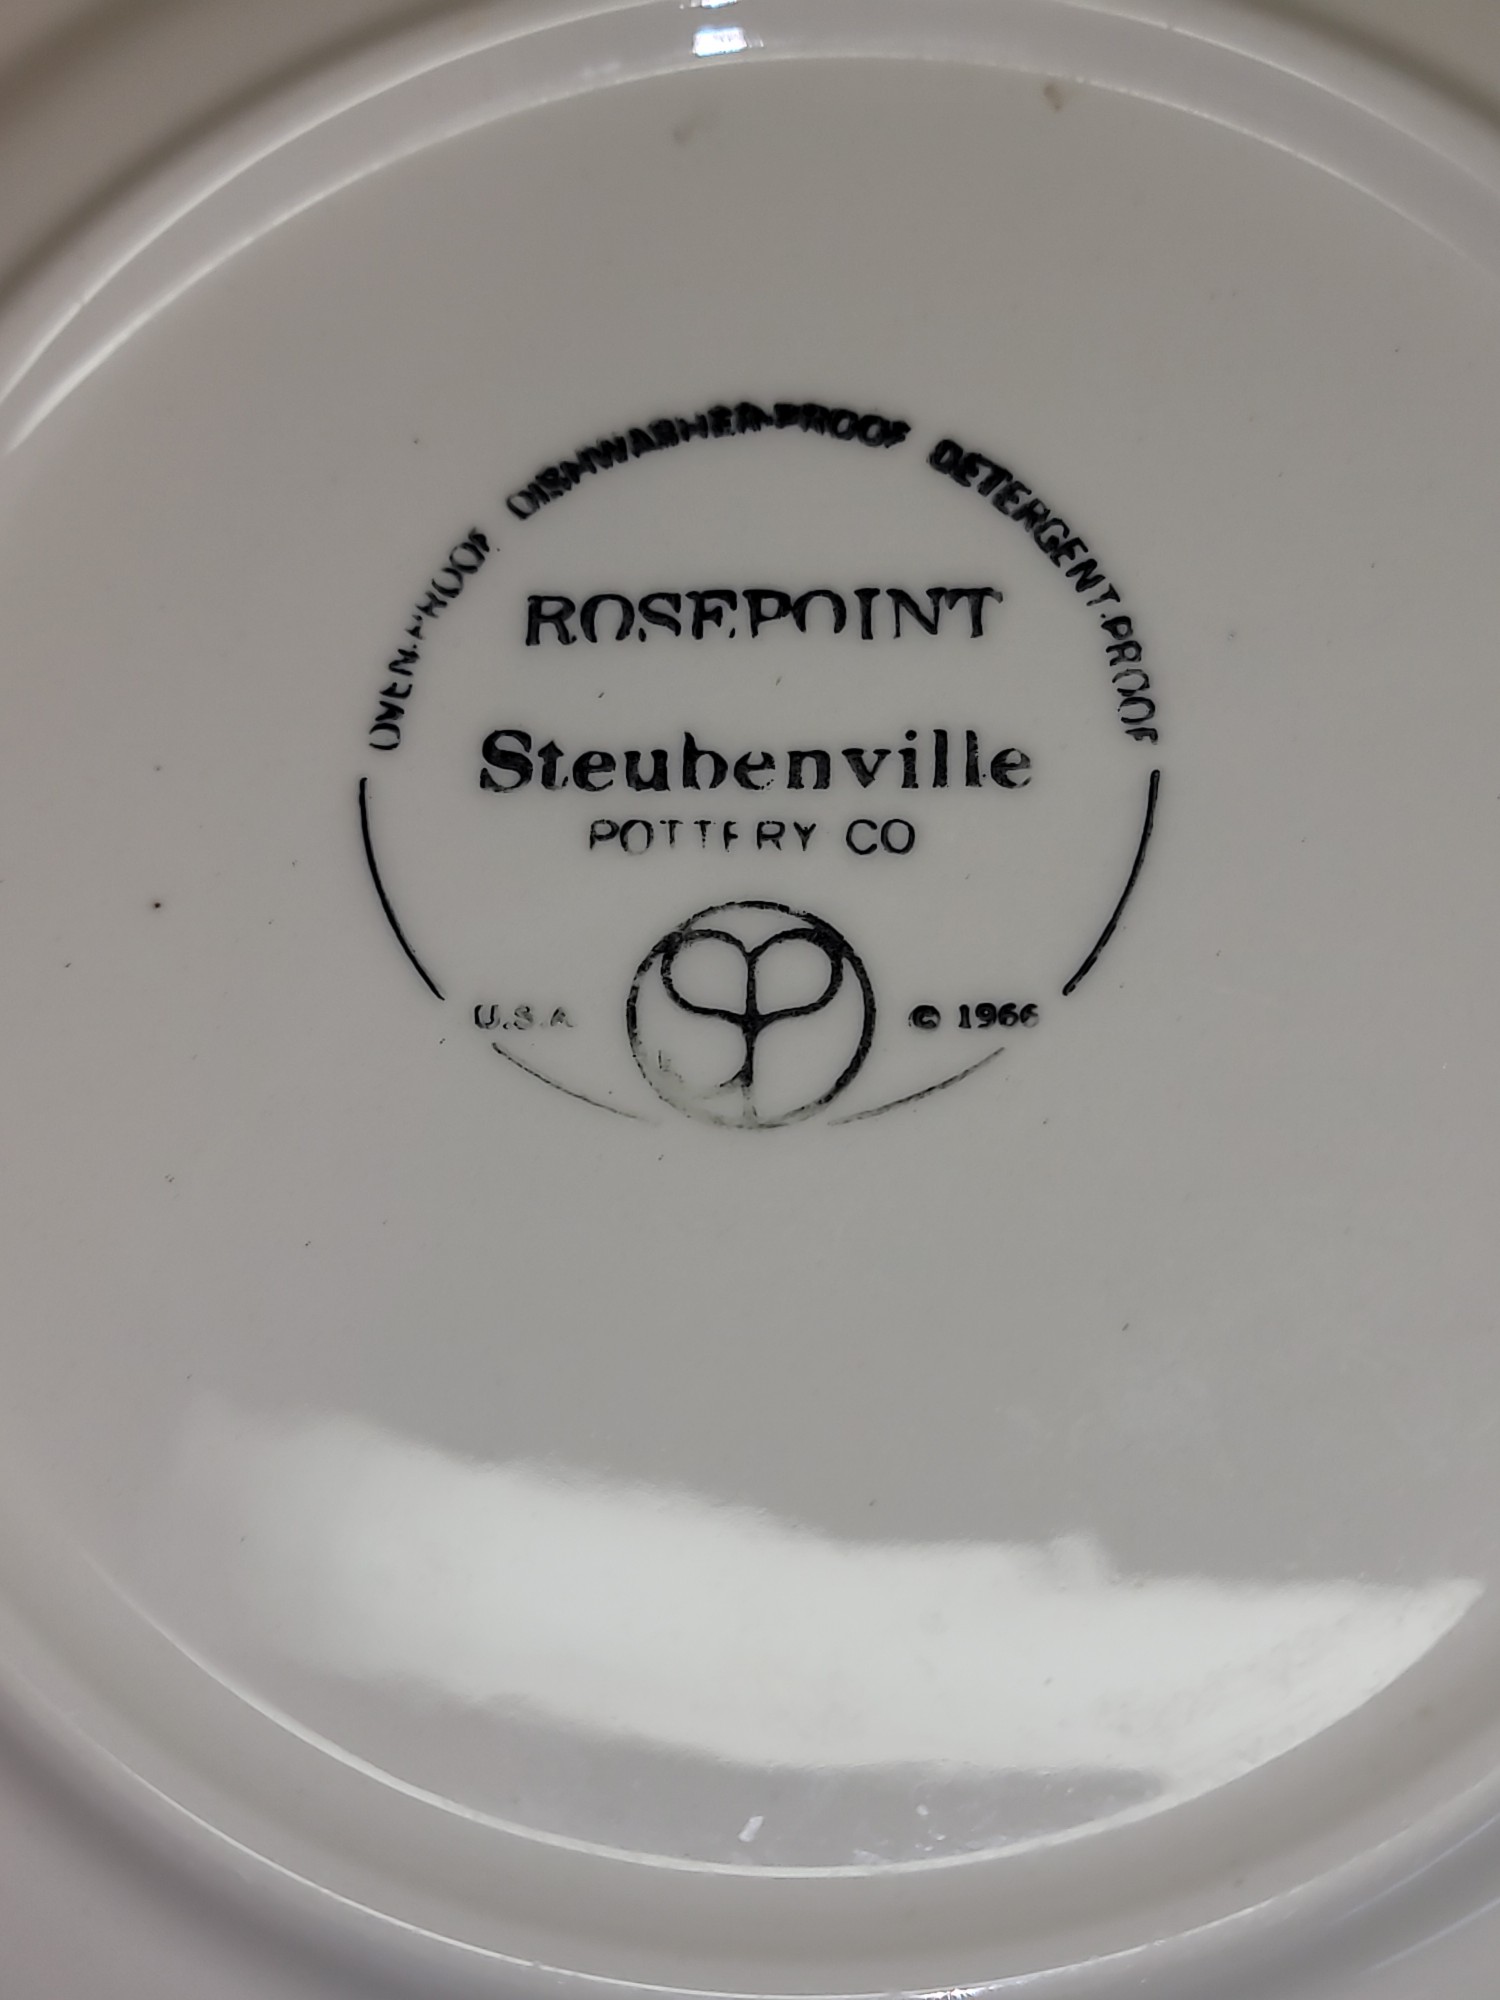 OVEN-PROOF DISHWASHER-PROOF DETERGENT-PROOF
ROSEPOINT
Steubenville
POTTERY CO
U.S.A
© 1966